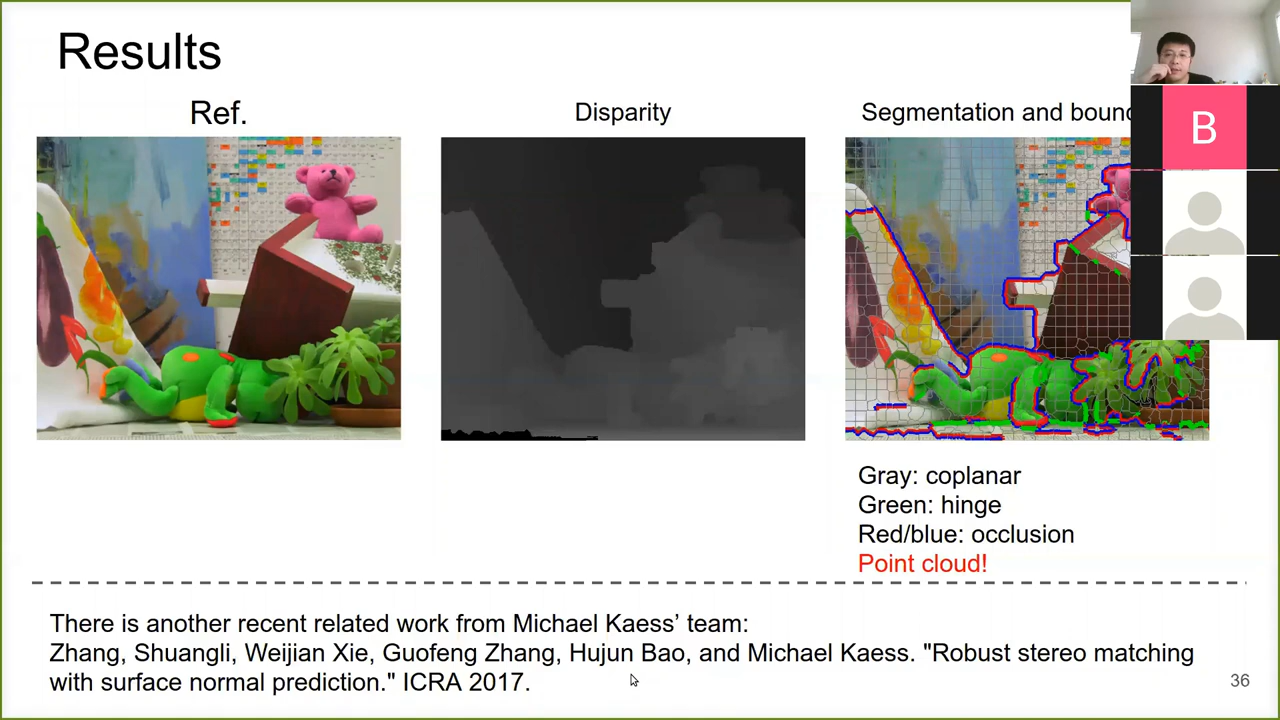 Results
Ref.
Disparity
Segmentation and
B
Gray: coplanar
Green: hinge
Red/blue: occlusion
Point cloud!
There is another recent related work from Michael Kaess’ team:
Zhang, Shuangli, Weijian Xie, Guofeng Zhang, Hujun Bao, and Michael Kaess. "Robust stereo matching
with surface normal prediction." ICRA 2017.
36